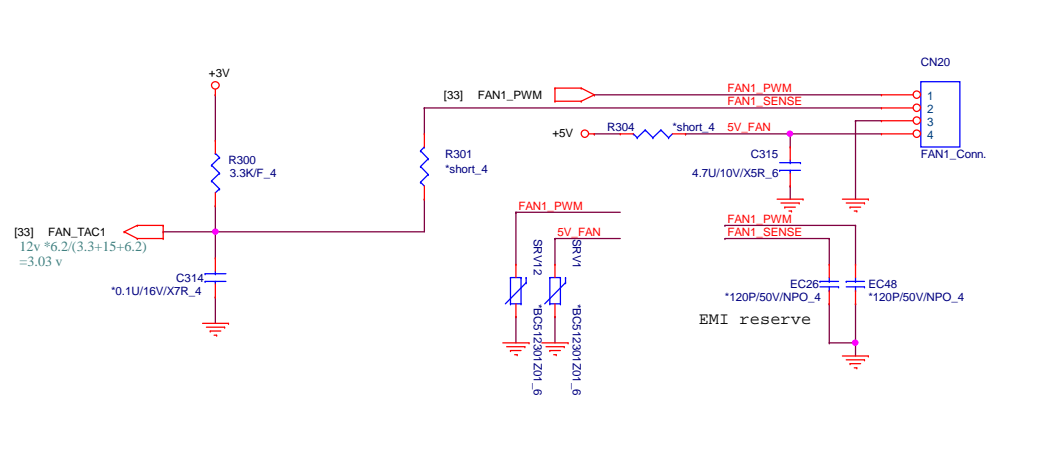 CN20
+3V
[33] FAN1_PWM
FAN1_PWM
1
FAN1_SENSE
2
3
+5V
R304
*short_4
5V_FAN
4
FAN1_Conn.
R300
3.3K/F_4
R301
*short_4
C315
4.7U/10V/X5R_6
[33] FAN_TAC1
12v *6.2/(3.3+15+6.2)
=3.03 v
C314
*0.1U/16V/X7R_4
FAN1_PWM
5V_FAN
SRV12
*BC512301Z01_6
SRV1
*BC512301Z01_6
FAN1_PWM
FAN1_SENSE
EC26
*120P/50V/NPO_4
EC48
*120P/50V/NPO_4
EMI reserve